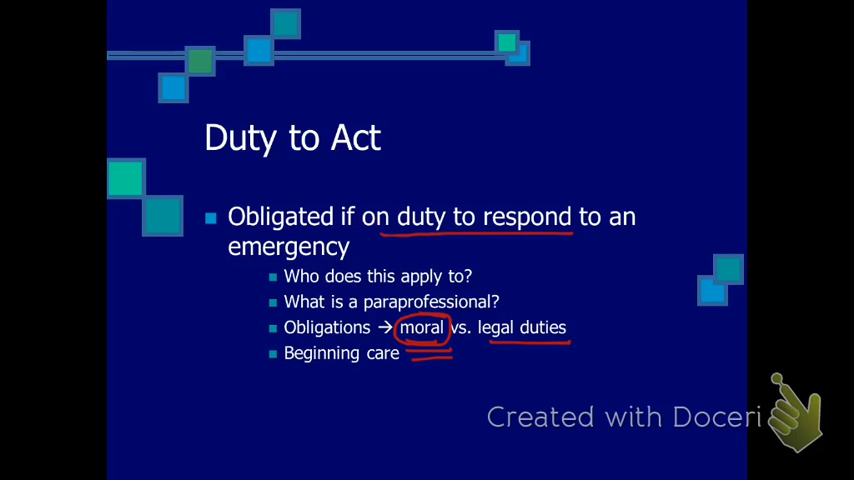 Duty to Act
Obligated if on duty to respond to an
emergency
Who does this apply to?
What is a paraprofessional?
Obligations → moral vs. legal duties
Beginning care
Created with Doceri